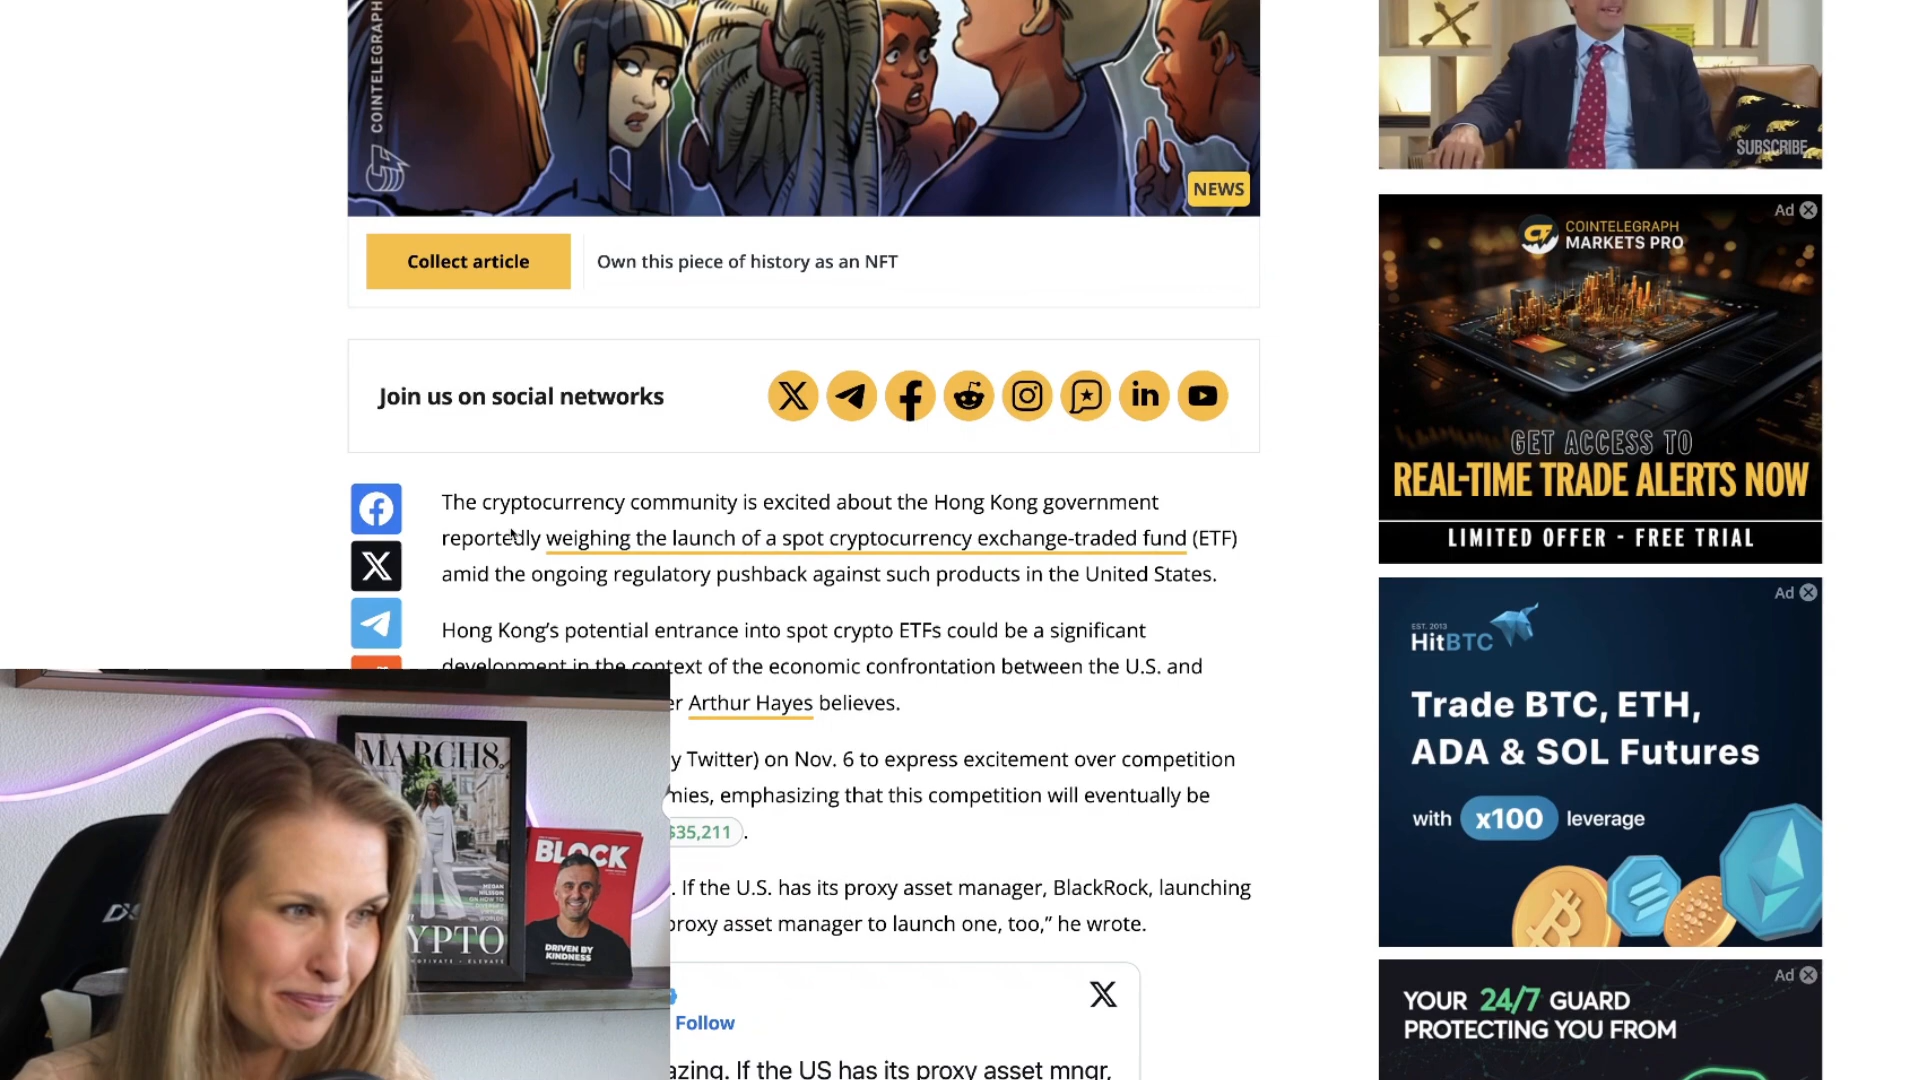 COINTELEGRAPH
NEWS
Collect article
Own this piece of history as an NFT
Join us on social networks
The cryptocurrency community is excited about the Hong Kong government
reportedly weighing the launch of a spot cryptocurrency exchange-traded fund (ETF)
amid the ongoing regulatory pushback against such products in the United States.
Hong Kong’s potential entrance into spot crypto ETFs could be a significant
development in the context of the economic confrontation between the U.S. and
Arthur Hayes believes.
Twitter) on Nov. 6 to express excitement over competition
emphasizing that this competition will eventually be
$35,211 .
. If the U.S. has its proxy asset manager, BlackRock, launching
proxy asset manager to launch one, too,” he wrote.
Follow
If the US has its proxy asset mngr,
MARCH8
MEGAN
NILSSON
ON HOW TO
WORLDS
YPTO
ELEVATE
BLOCK
DRIVEN BY
KINDNESS
SUBSCRIBE
Ad
COINTELEGRAPH
MARKETS PRO
GET ACCESS TO
REAL-TIME TRADE ALERTS NOW
LIMITED OFFER - FREE TRIAL
Ad
EST. 2013
HitBTC
Trade BTC, ETH,
ADA & SOL Futures
with x100 leverage
Ad
YOUR 24/7 GUARD
PROTECTING YOU FROM